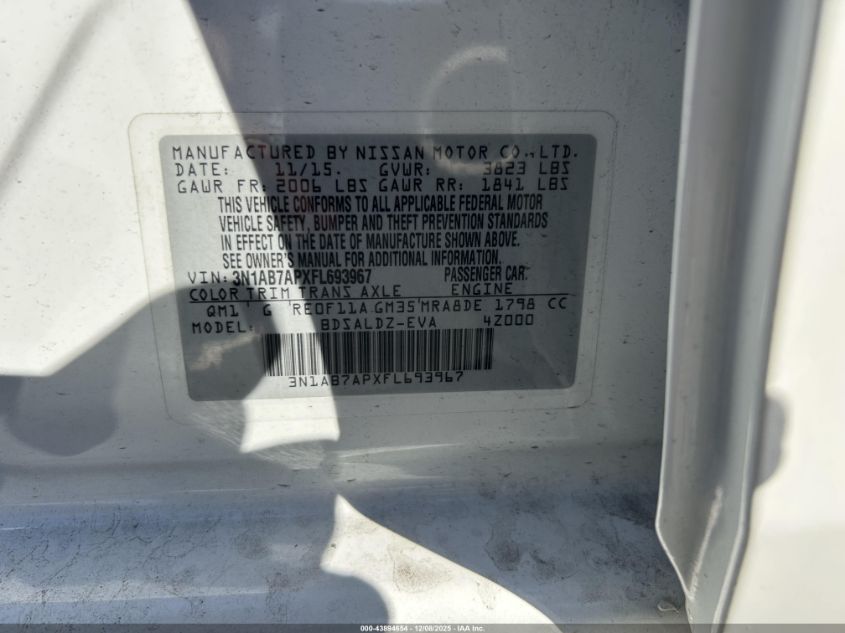 MANUFACTURED BY NISSAN MOTOR CO., LTD.
DATE: 11/15. GVWR: 3823 LBS
GAWR FR: 2006 LBS GAWR RR: 1841 LBS
THIS VEHICLE CONFORMS TO ALL APPLICABLE FEDERAL MOTOR
VEHICLE SAFETY, BUMPER AND THEFT PREVENTION STANDARDS
IN EFFECT ON THE DATE OF MANUFACTURE SHOWN ABOVE.
SEE OWNER'S MANUAL FOR ADDITIONAL INFORMATION.
VIN: 3N1AB7APXFL693967 PASSENGER CAR
COLOR TRIM TRANS AXLE ENGINE
QM1 G RE0F11A GM35 MRA8DE 1798 CC
MODEL: BDSALDZ-EVA 4Z000
3N1AB7APXFL693967
000-43894654 - 12/08/2025 - IAA, Inc.